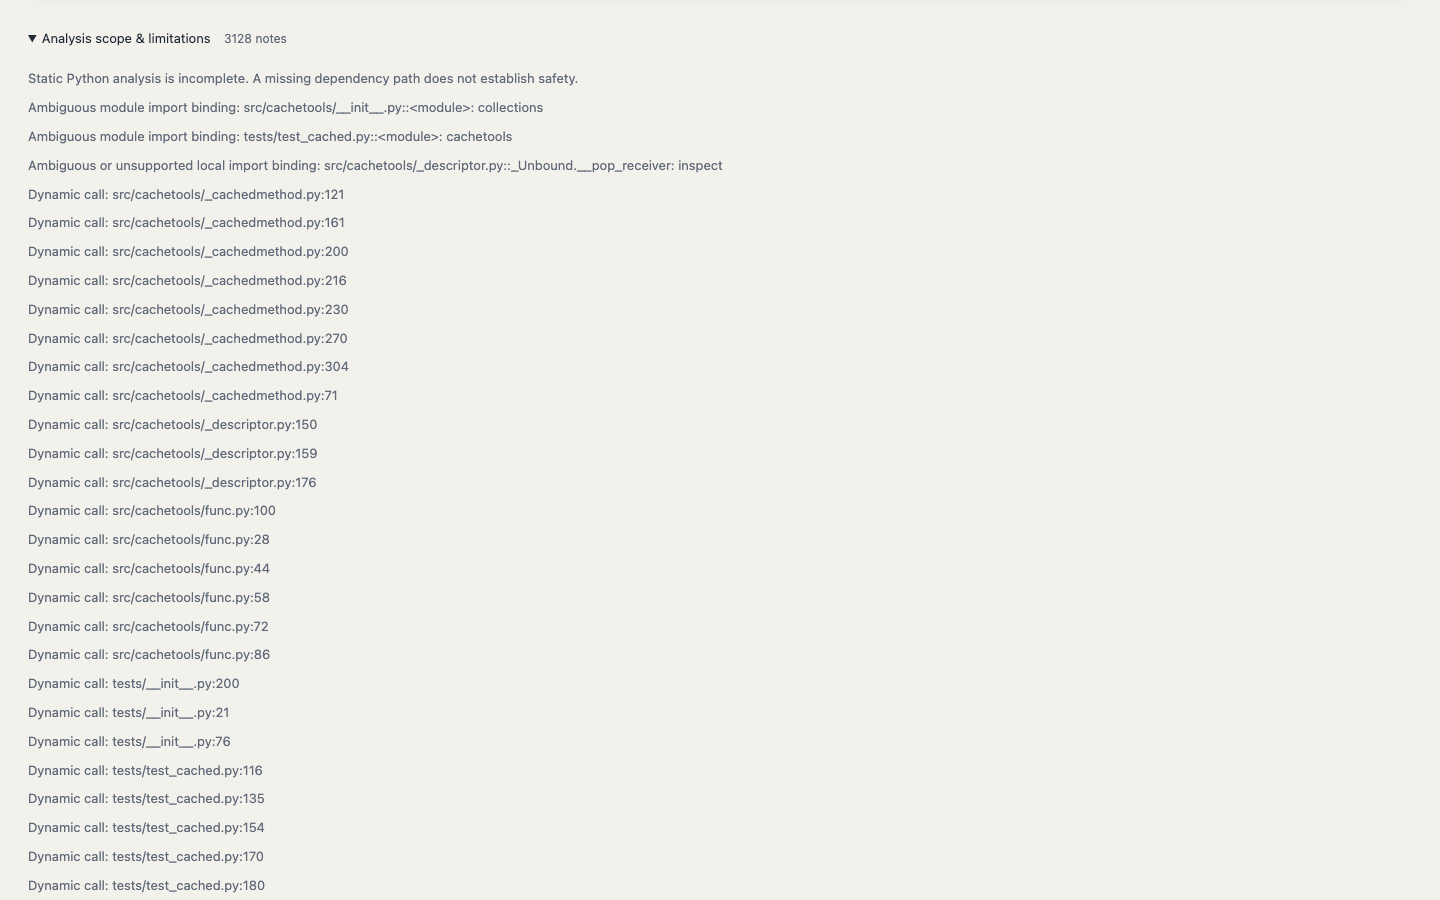 ▼ Analysis scope & limitations 3128 notes
Static Python analysis is incomplete. A missing dependency path does not establish safety.
Ambiguous module import binding: src/cachetools/__init__.py::<module>: collections
Ambiguous module import binding: tests/test_cached.py::<module>: cachetools
Ambiguous or unsupported local import binding: src/cachetools/_descriptor.py::_Unbound.__pop_receiver: inspect
Dynamic call: src/cachetools/_cachedmethod.py:121
Dynamic call: src/cachetools/_cachedmethod.py:161
Dynamic call: src/cachetools/_cachedmethod.py:200
Dynamic call: src/cachetools/_cachedmethod.py:216
Dynamic call: src/cachetools/_cachedmethod.py:230
Dynamic call: src/cachetools/_cachedmethod.py:270
Dynamic call: src/cachetools/_cachedmethod.py:304
Dynamic call: src/cachetools/_cachedmethod.py:71
Dynamic call: src/cachetools/_descriptor.py:150
Dynamic call: src/cachetools/_descriptor.py:159
Dynamic call: src/cachetools/_descriptor.py:176
Dynamic call: src/cachetools/func.py:100
Dynamic call: src/cachetools/func.py:28
Dynamic call: src/cachetools/func.py:44
Dynamic call: src/cachetools/func.py:58
Dynamic call: src/cachetools/func.py:72
Dynamic call: src/cachetools/func.py:86
Dynamic call: tests/__init__.py:200
Dynamic call: tests/__init__.py:21
Dynamic call: tests/__init__.py:76
Dynamic call: tests/test_cached.py:116
Dynamic call: tests/test_cached.py:135
Dynamic call: tests/test_cached.py:154
Dynamic call: tests/test_cached.py:170
Dynamic call: tests/test_cached.py:180